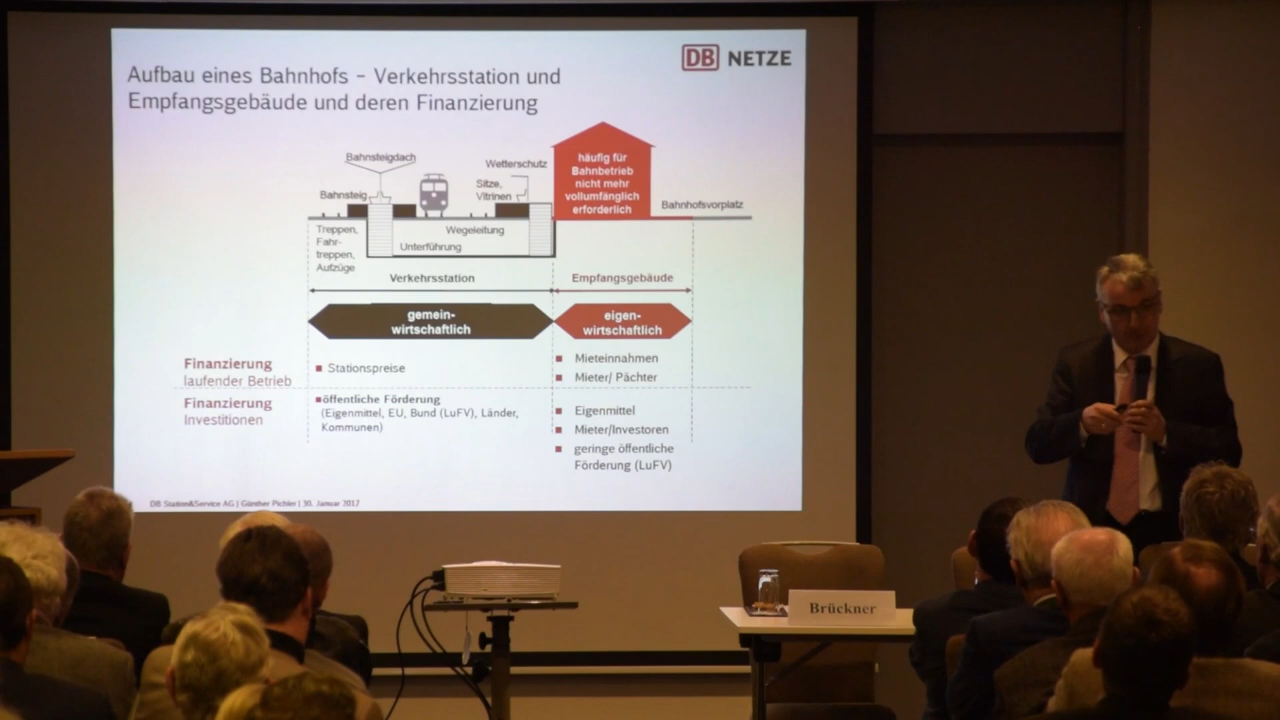 DB NETZE
Aufbau eines Bahnhofs – Verkehrsstation und
Empfangsgebäude und deren Finanzierung
Bahnsteigdach
Bahnsteig
Wetterschutz
Sitze,
Vitrinen
häufig für
Bahnbetrieb
nicht mehr
vollumfänglich
erforderlich
Bahnhofsvorplatz
Treppen,
Fahr-
treppen,
Aufzüge
Wegeleitung
Unterführung
Verkehrsstation
Empfangsgebäude
gemein-
wirtschaftlich
eigen-
wirtschaftlich
Finanzierung
laufender Betrieb
■ Stationspreise
■ Mieteinnahmen
■ Mieter/ Pächter
Finanzierung
Investitionen
■öffentliche Förderung
(Eigenmittel, EU, Bund (LuFV), Länder,
Kommunen)
■ Eigenmittel
■ Mieter/Investoren
■ geringe öffentliche
Förderung (LuFV)
DB Station&Service AG | Günther Pichler | 30. Januar 2017
Brückner